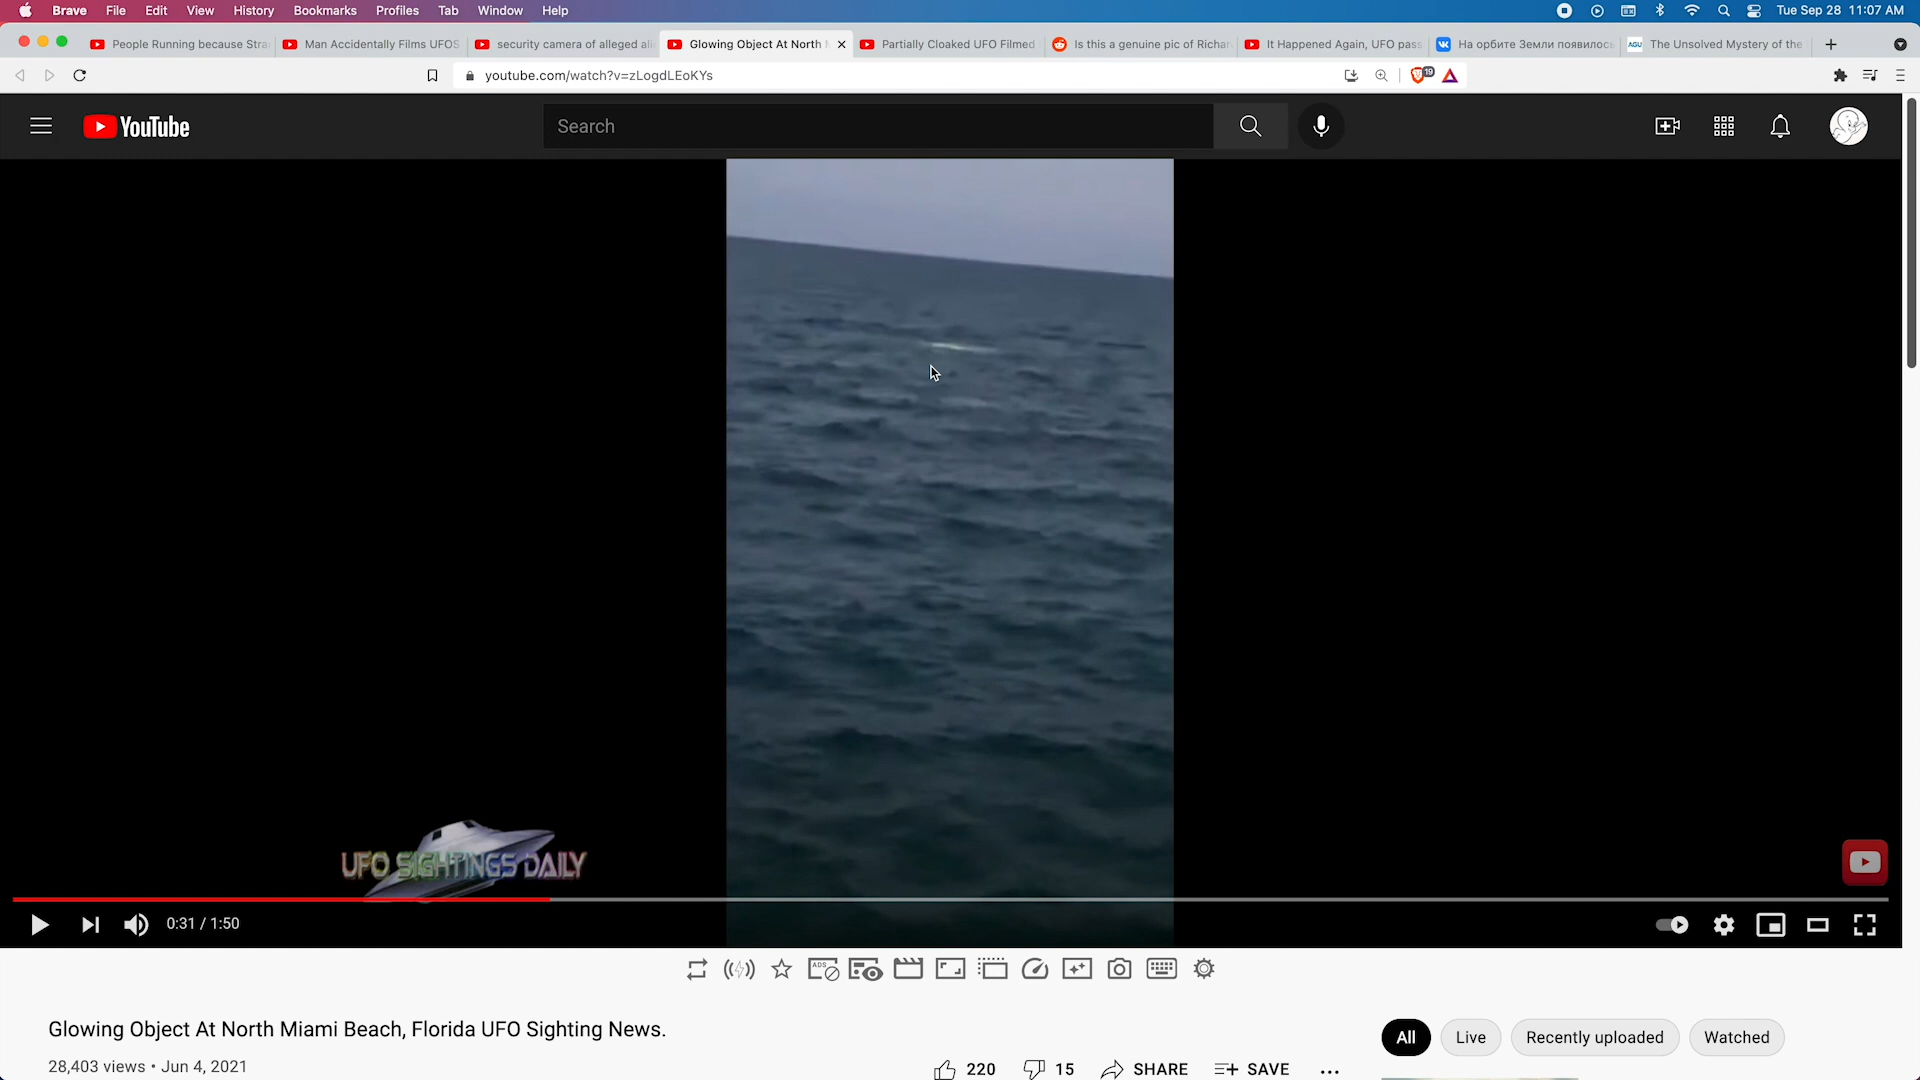 Brave File Edit View History Bookmarks Profiles Tab Window Help Tue Sep 28 11:07 AM
People Running because Stra Man Accidentally Films UFOS security camera of alleged ali Glowing Object At North Partially Cloaked UFO Filmed Is this a genuine pic of Richar It Happened Again, UFO pass На орбите Земли появилось AGU The Unsolved Mystery of the
youtube.com/watch?v=zLogdLEoKYs 19
YouTube Search
UFO SIGHTINGS DAILY
0:31 / 1:50
ADS
Glowing Object At North Miami Beach, Florida UFO Sighting News.
All Live Recently uploaded Watched
28,403 views • Jun 4, 2021
220 15 SHARE SAVE